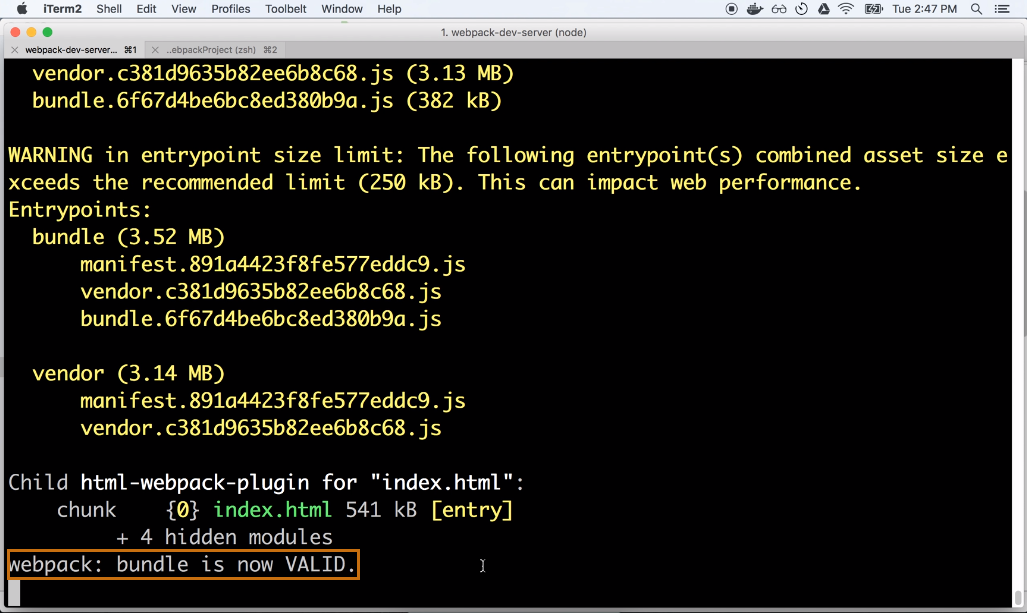 iTerm2 Shell Edit View Profiles Toolbelt Window Help Tue 2:47 PM
1. webpack-dev-server (node)
webpack-dev-server... ⌘1 ..ebpackProject (zsh) ⌘2
vendor.c381d9635b82ee6b8c68.js (3.13 MB)
bundle.6f67d4be6bc8ed380b9a.js (382 kB)
WARNING in entrypoint size limit: The following entrypoint(s) combined asset size e
xceeds the recommended limit (250 kB). This can impact web performance.
Entrypoints:
bundle (3.52 MB)
manifest.891a4423f8fe577eddc9.js
vendor.c381d9635b82ee6b8c68.js
bundle.6f67d4be6bc8ed380b9a.js
vendor (3.14 MB)
manifest.891a4423f8fe577eddc9.js
vendor.c381d9635b82ee6b8c68.js
Child html-webpack-plugin for "index.html":
chunk {0} index.html 541 kB [entry]
+ 4 hidden modules
webpack: bundle is now VALID.